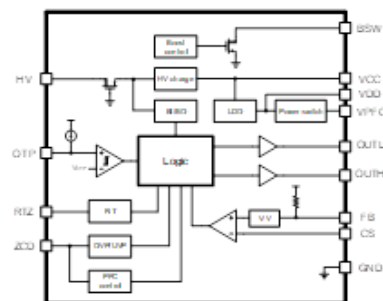 BSW
Boost control
HV
HV charge
VCC
VDD
LDO
Power switch
VPFC
OTP
Logic
OUTL
OUTH
RTZ
RT
FB
CS
ZCD
OVP/UVP
PFC control
GND